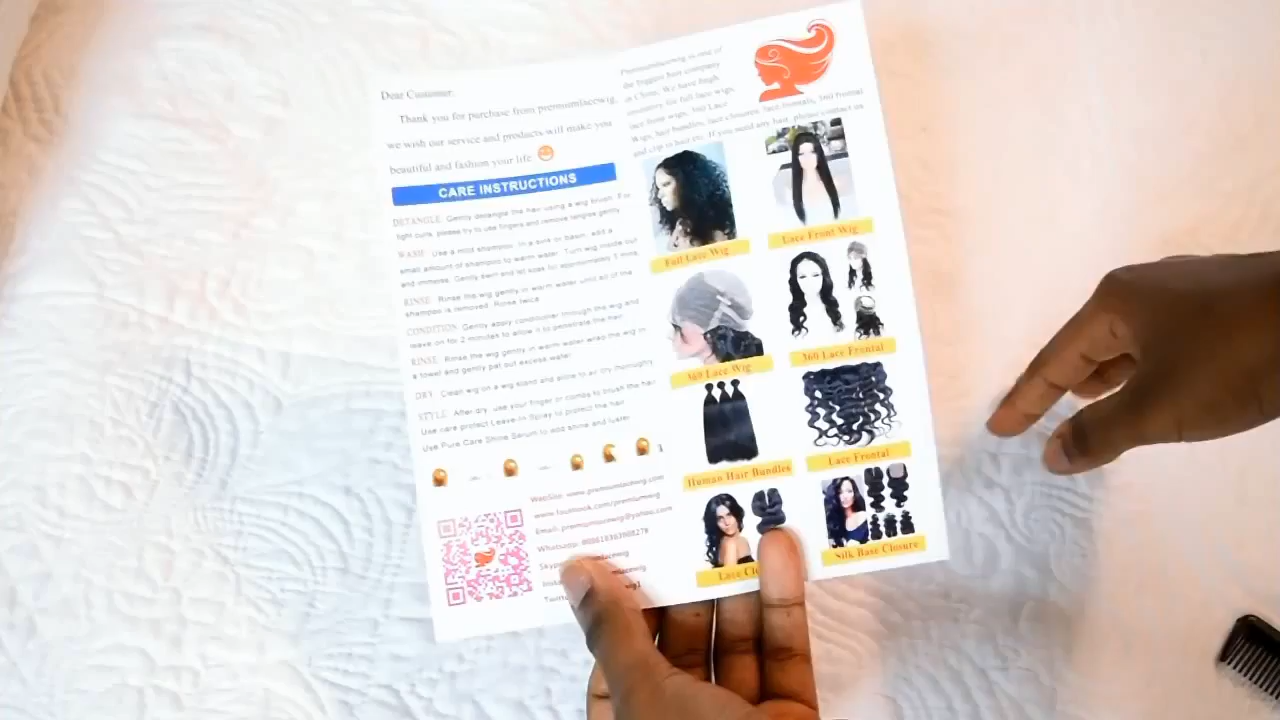 Dear Customer:
Thank you for purchase from premiumlacewig,
we wish our service and products will make you
beautiful and fashion your life
CARE INSTRUCTIONS
DETANGLE: Gently detangle the hair using a wig brush. For
tight curls, please try to use fingers and remove tangles gently
WASH: Use a mild shampoo. In a sink or basin, add a
small amount of shampoo to warm water. Turn wig inside out
and immerse. Gently swirl and let soak for approximately 5 mins
RINSE: Rinse the wig gently in warm water until all of the
shampoo is removed. Rinse twice
CONDITION: Gently apply conditioner through the wig and
leave on for 2 minutes to allow it to penetrate the hair.
RINSE: Rinse the wig gently in warm water wrap the wig in
a towel and gently pat out excess water
DRY: Clean wig on a wig stand and allow to air dry thoroughly
STYLE: After dry, use your finger or combs to brush the hair
Use care protect Leave-In Spray to protect the hair
Use Pure Care Shine Serum to add shine and luster
WebSite: www.premiumlacewig.com
www.facebook.com/premiumwig
Email: premiumlacewig@yahoo.com
Whatsapp:
Skype
Insta
Twitt
Premiumlacewig is one of
the biggest hair company
in China. We have huge
inventory for full lace wigs,
lace front wigs, 360 Lace
Wigs, hair bundles, lace closures, lace frontals, 360 frontal
and clip in hair etc. If you need any hair, please contact us
Full Lace Wig
Lace Front Wig
360 Lace Wig
360 Lace Frontal
Human Hair Bundles
Lace Frontal
Lace Cl
Silk Base Closure